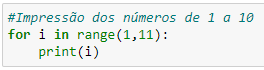 #Impressão dos números de 1 a 10
for i in range(1,11):
    print(i)